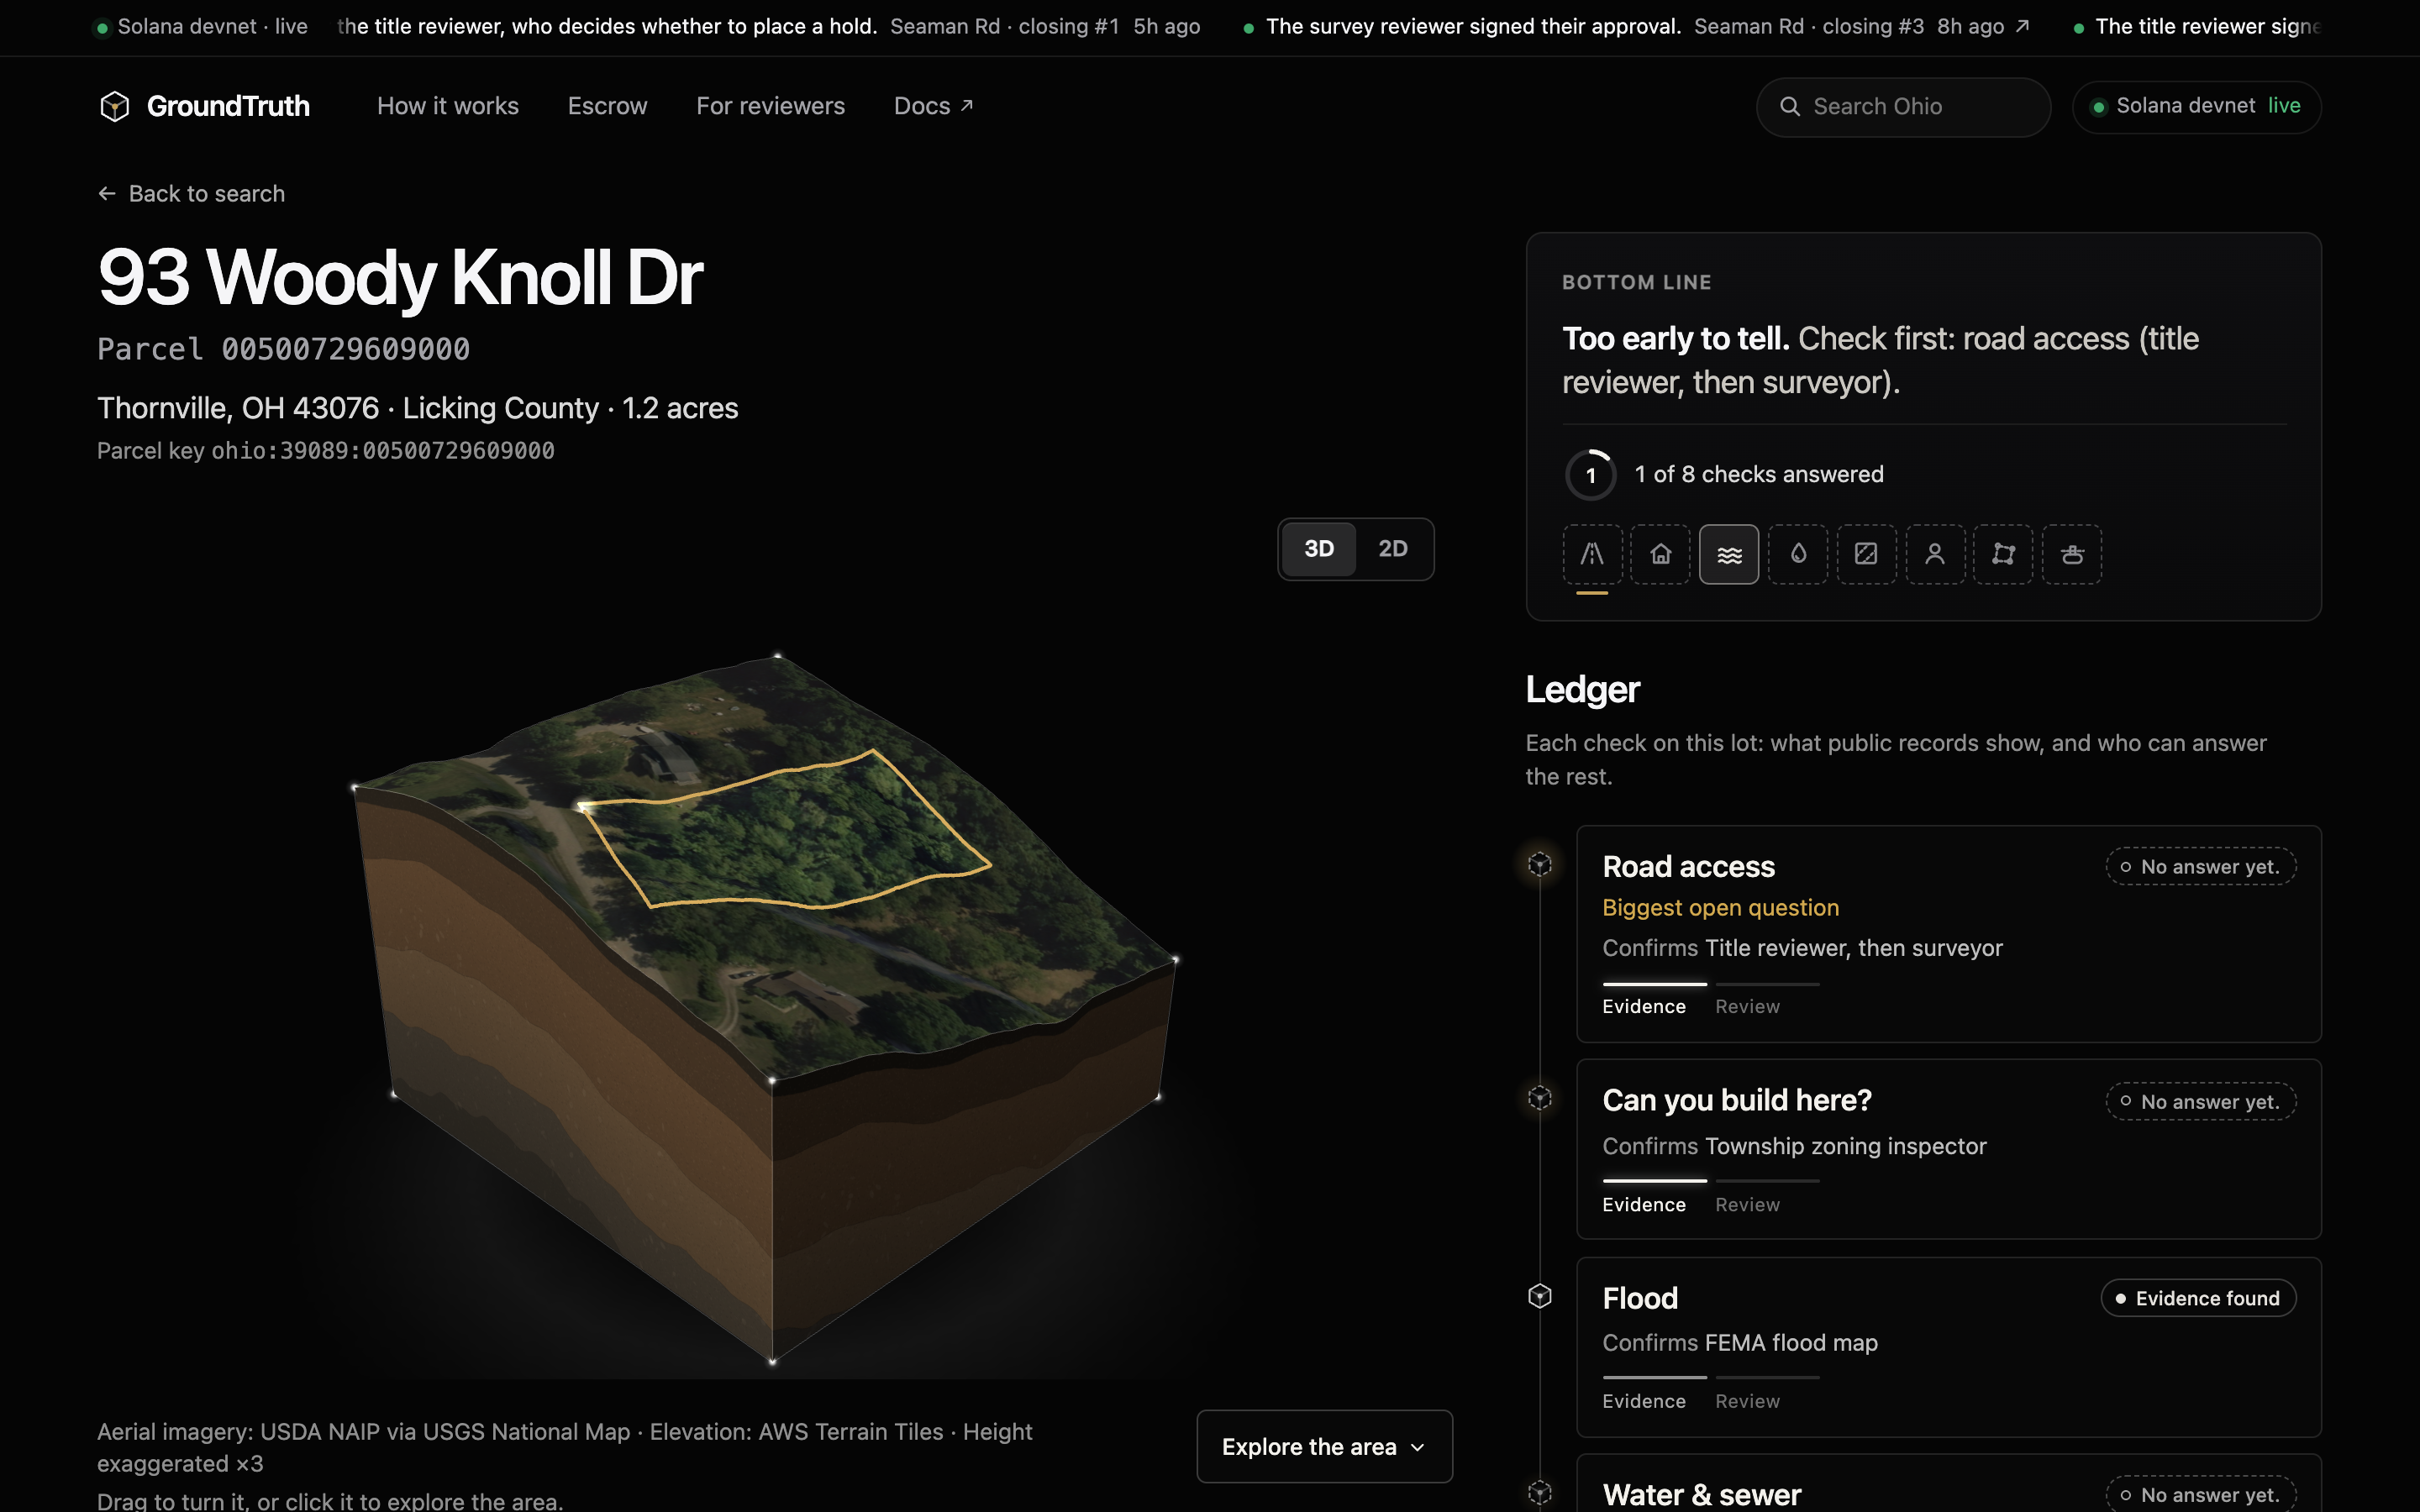 Solana devnet · live the title reviewer, who decides whether to place a hold. Seaman Rd · closing #1 5h ago The survey reviewer signed their approval. Seaman Rd · closing #3 8h ago ↗ The title reviewer signe
GroundTruth How it works Escrow For reviewers Docs ↗ Search Ohio Solana devnet live
← Back to search
93 Woody Knoll Dr
Parcel 00500729609000
Thornville, OH 43076 · Licking County · 1.2 acres
Parcel key ohio:39089:00500729609000
3D 2D
Aerial imagery: USDA NAIP via USGS National Map · Elevation: AWS Terrain Tiles · Height
exaggerated ×3
Drag to turn it, or click it to explore the area.
Explore the area
BOTTOM LINE
Too early to tell. Check first: road access (title
reviewer, then surveyor).
1 1 of 8 checks answered
Ledger
Each check on this lot: what public records show, and who can answer
the rest.
Road access No answer yet.
Biggest open question
Confirms Title reviewer, then surveyor
Evidence Review
Can you build here? No answer yet.
Confirms Township zoning inspector
Evidence Review
Flood Evidence found
Confirms FEMA flood map
Evidence Review
Water & sewer No answer yet.